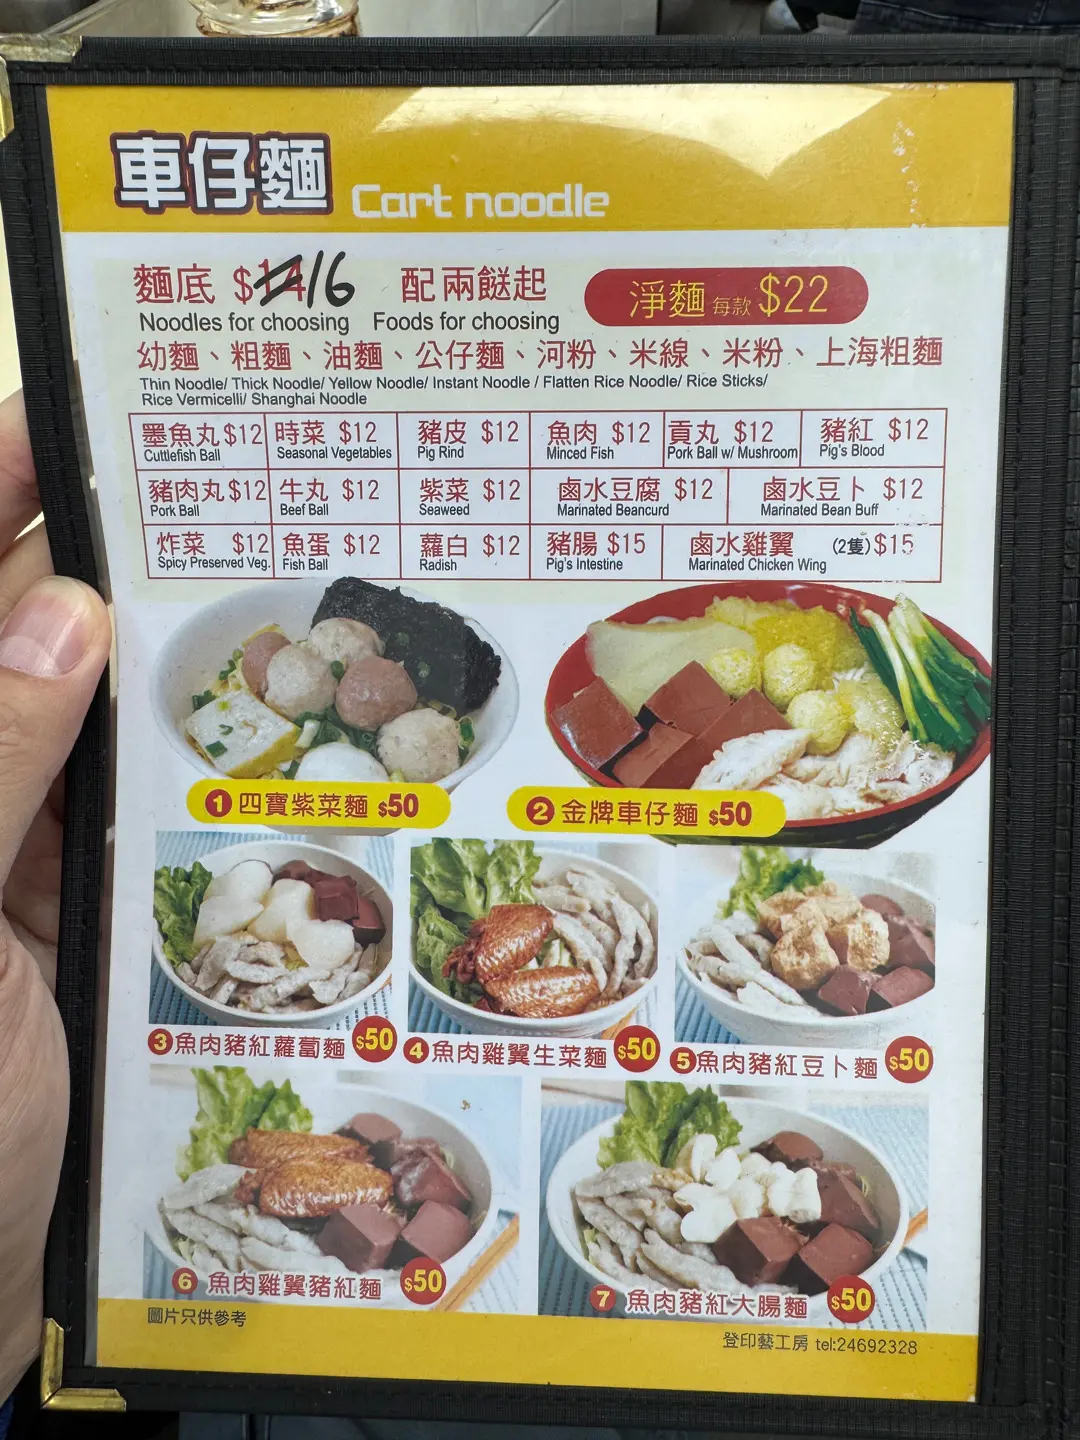 車仔麵 Cart noodle
麵底 $14 16 配兩餸起 淨麵 每款 $22
Noodles for choosing Foods for choosing
幼麵、粗麵、油麵、公仔麵、河粉、米線、米粉、上海粗麵
Thin Noodle/ Thick Noodle/ Yellow Noodle/ Instant Noodle / Flatten Rice Noodle/ Rice Sticks/
Rice Vermicelli/ Shanghai Noodle
墨魚丸 $12 時菜 $12 豬皮 $12 魚肉 $12 貢丸 $12 豬紅 $12
Cuttlefish Ball Seasonal Vegetables Pig Rind Minced Fish Pork Ball w/ Mushroom Pig's Blood
豬肉丸 $12 牛丸 $12 紫菜 $12 鹵水豆腐 $12 鹵水豆卜 $12
Pork Ball Beef Ball Seaweed Marinated Beancurd Marinated Bean Buff
炸菜 $12 魚蛋 $12 蘿白 $12 豬腸 $15 鹵水雞翼 (2隻) $15
Spicy Preserved Veg. Fish Ball Radish Pig's Intestine Marinated Chicken Wing
1 四寶紫菜麵 $50 2 金牌車仔麵 $50
3 魚肉豬紅蘿蔔麵 $50 4 魚肉雞翼生菜麵 $50 5 魚肉豬紅豆卜麵 $50
6 魚肉雞翼豬紅麵 $50 7 魚肉豬紅大腸麵 $50
圖片只供參考
登印藝工房 tel:24692328